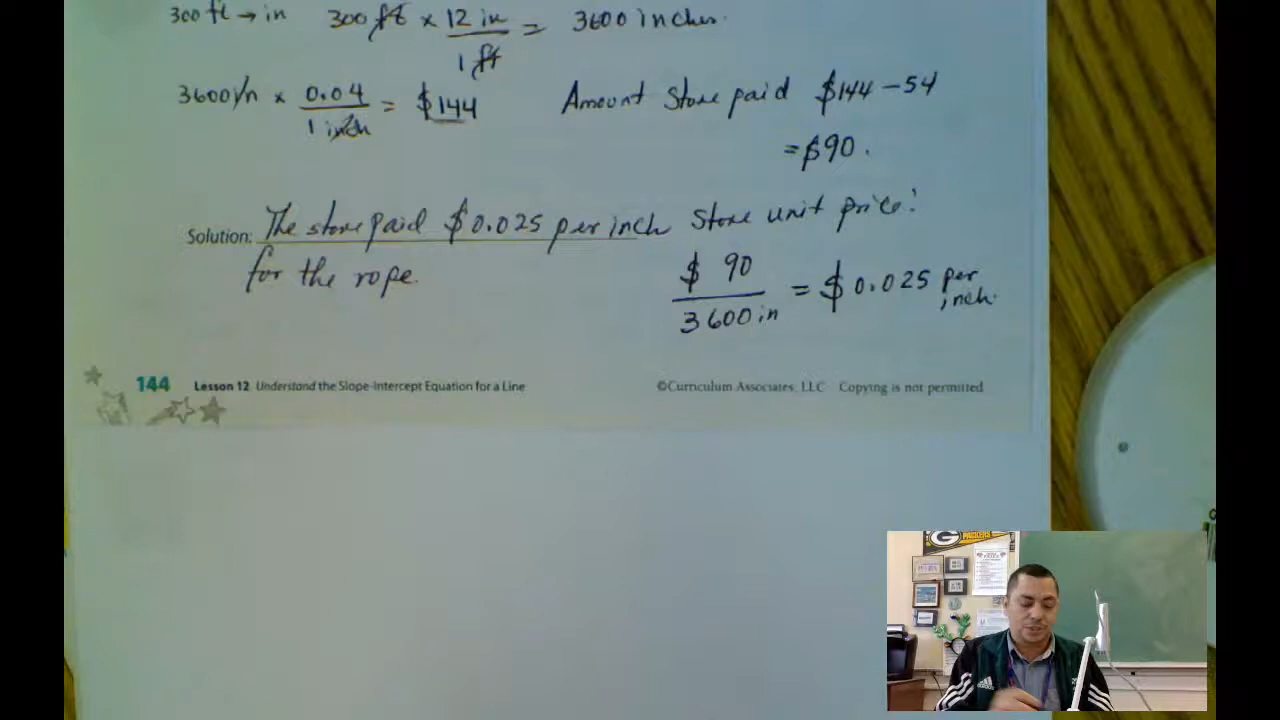 300 ft → in 300 ft × 12 in / 1 ft = 3600 inches.
3600 in × 0.04 / 1 inch = $144
Amount store paid $144 - 54
= $90.
Solution: The store paid $0.025 per inch
for the rope.
Store unit price:
$ 90 / 3600 in = $0.025 per inch.
144 Lesson 12 Understand the Slope-Intercept Equation for a Line
©Curriculum Associates, LLC Copying is not permitted
G PACKERS
adidas